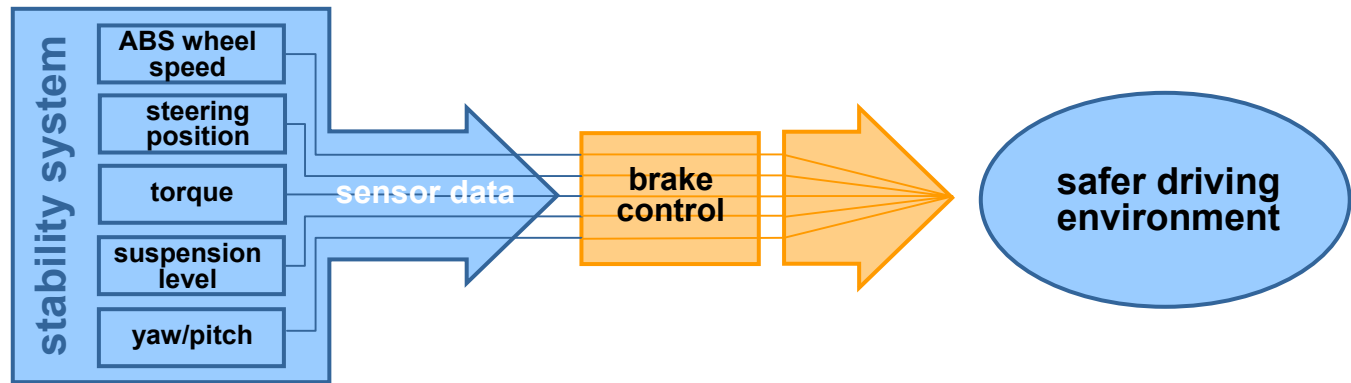 stability system
ABS wheel
speed
steering
position
torque
suspension
level
yaw/pitch
sensor data
brake
control
safer driving
environment